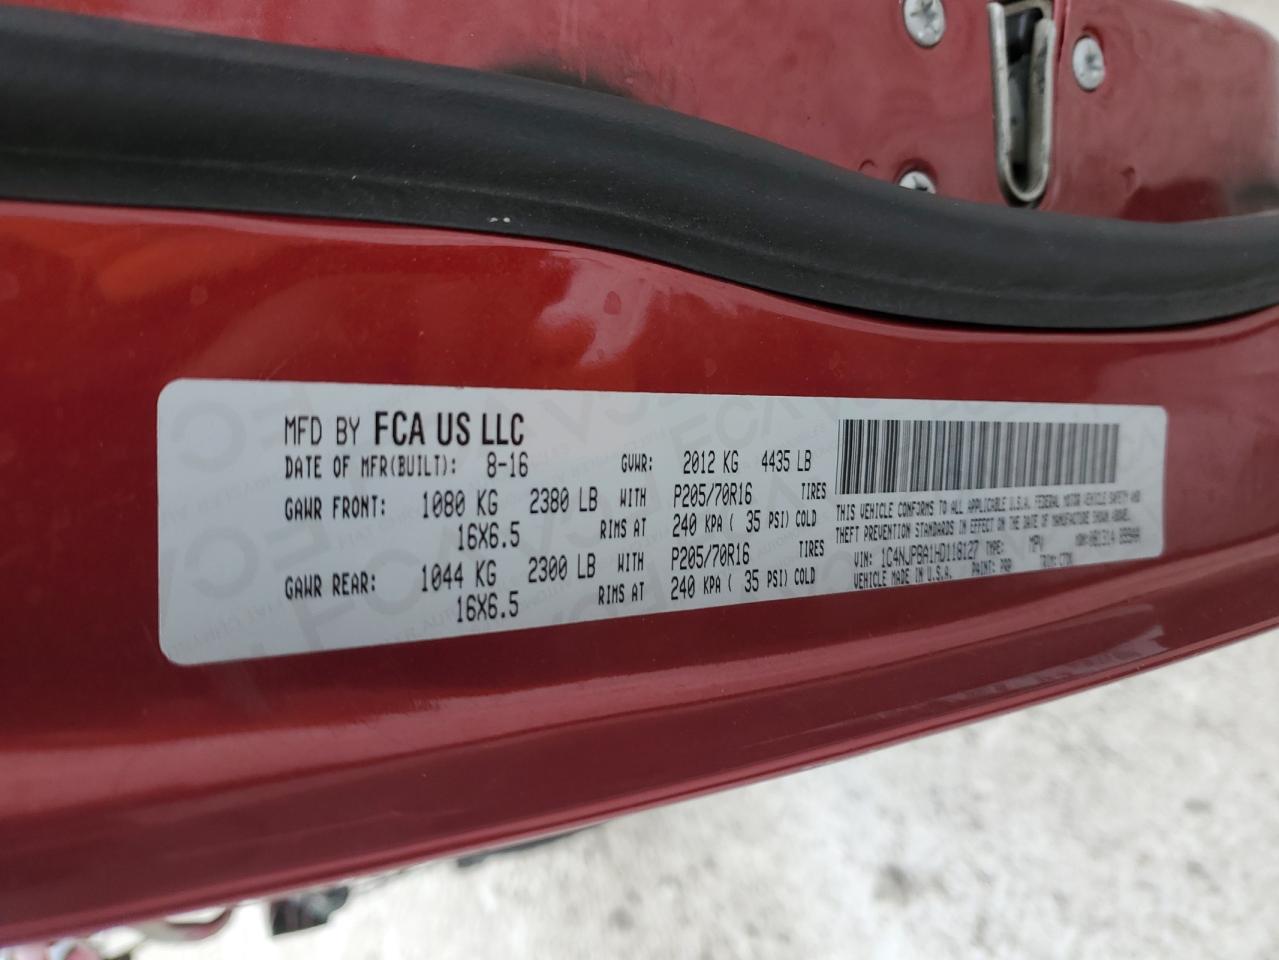 MFD BY FCA US LLC
DATE OF MFR(BUILT): 8-16 GVWR: 2012 KG 4435 LB
GAWR FRONT: 1080 KG 2380 LB WITH P205/70R16 TIRES
16X6.5 RIMS AT 240 KPA ( 35 PSI) COLD
GAWR REAR: 1044 KG 2300 LB WITH P205/70R16 TIRES
16X6.5 RIMS AT 240 KPA ( 35 PSI) COLD
THIS VEHICLE CONFORMS TO ALL APPLICABLE U.S.A. FEDERAL MOTOR VEHICLE SAFETY AND
THEFT PREVENTION STANDARDS IN EFFECT ON THE DATE OF MANUFACTURE SHOWN ABOVE.
VIN: 1C4NJPBA1HD116127 TYPE: MPV
VEHICLE MADE IN U.S.A. PAINT: PRP TRIM: